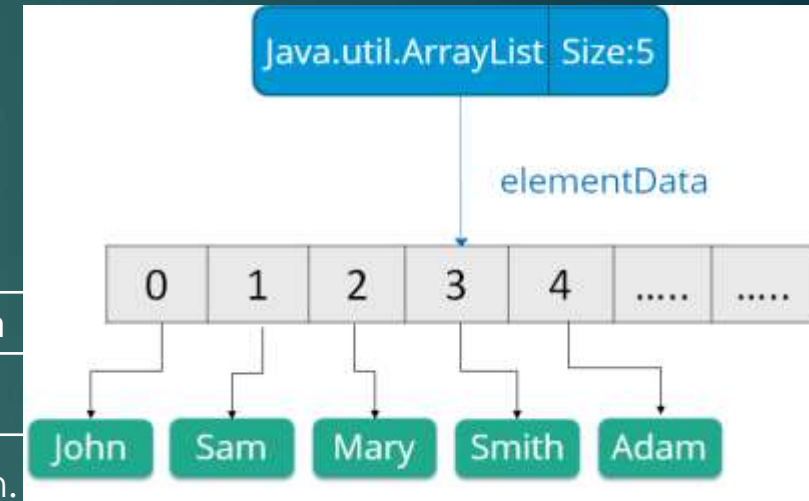 Java.util.ArrayList Size:5
elementData
0 1 2 3 4 ..... .....
John Sam Mary Smith Adam